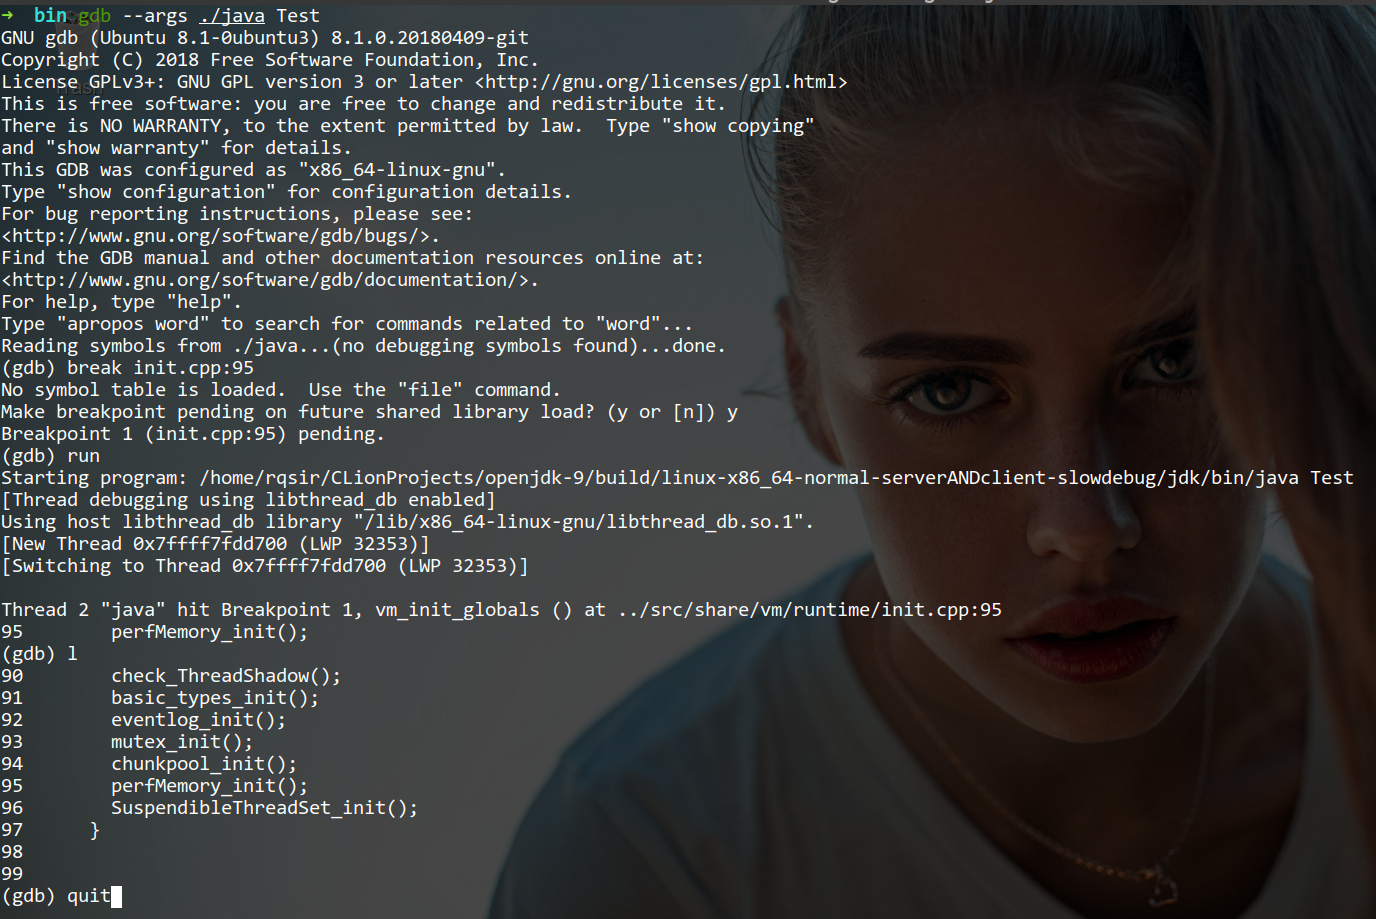 ➜  bin gdb --args ./java Test
GNU gdb (Ubuntu 8.1-0ubuntu3) 8.1.0.20180409-git
Copyright (C) 2018 Free Software Foundation, Inc.
License GPLv3+: GNU GPL version 3 or later <http://gnu.org/licenses/gpl.html>
This is free software: you are free to change and redistribute it.
There is NO WARRANTY, to the extent permitted by law.  Type "show copying"
and "show warranty" for details.
This GDB was configured as "x86_64-linux-gnu".
Type "show configuration" for configuration details.
For bug reporting instructions, please see:
<http://www.gnu.org/software/gdb/bugs/>.
Find the GDB manual and other documentation resources online at:
<http://www.gnu.org/software/gdb/documentation/>.
For help, type "help".
Type "apropos word" to search for commands related to "word"...
Reading symbols from ./java...(no debugging symbols found)...done.
(gdb) break init.cpp:95
No symbol table is loaded.  Use the "file" command.
Make breakpoint pending on future shared library load? (y or [n]) y
Breakpoint 1 (init.cpp:95) pending.
(gdb) run
Starting program: /home/rqsir/CLionProjects/openjdk-9/build/linux-x86_64-normal-serverANDclient-slowdebug/jdk/bin/java Test
[Thread debugging using libthread_db enabled]
Using host libthread_db library "/lib/x86_64-linux-gnu/libthread_db.so.1".
[New Thread 0x7ffff7fdd700 (LWP 32353)]
[Switching to Thread 0x7ffff7fdd700 (LWP 32353)]
Thread 2 "java" hit Breakpoint 1, vm_init_globals () at ../src/share/vm/runtime/init.cpp:95
95        perfMemory_init();
(gdb) l
90        check_ThreadShadow();
91        basic_types_init();
92        eventlog_init();
93        mutex_init();
94        chunkpool_init();
95        perfMemory_init();
96        SuspendibleThreadSet_init();
97      }
98
99
(gdb) quit